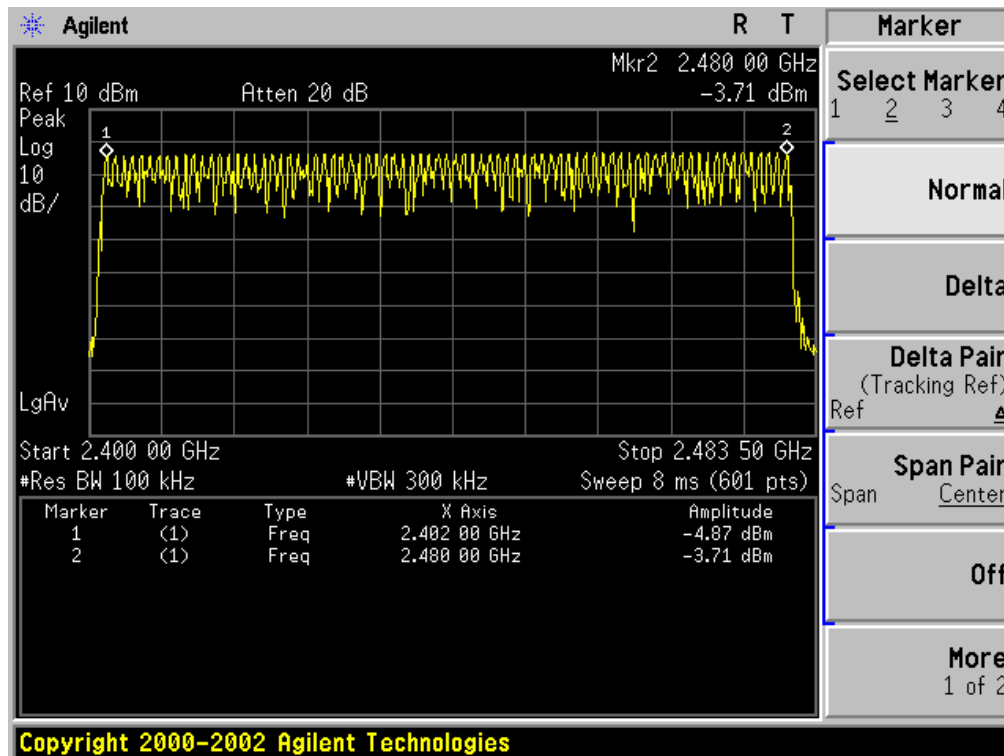 Agilent R T
Mkr2 2.480 00 GHz
Ref 10 dBm Atten 20 dB -3.71 dBm
Peak
Log
10
dB/
1
2
LgAv
Start 2.400 00 GHz Stop 2.483 50 GHz
#Res BW 100 kHz #VBW 300 kHz Sweep 8 ms (601 pts)
Marker Trace Type X Axis Amplitude
1 (1) Freq 2.402 00 GHz -4.87 dBm
2 (1) Freq 2.480 00 GHz -3.71 dBm
Copyright 2000-2002 Agilent Technologies
Marker
Select Marker
1 2 3 4
Normal
Delta
Delta Pair
(Tracking Ref)
Ref Δ
Span Pair
Span Center
Off
More
1 of 2